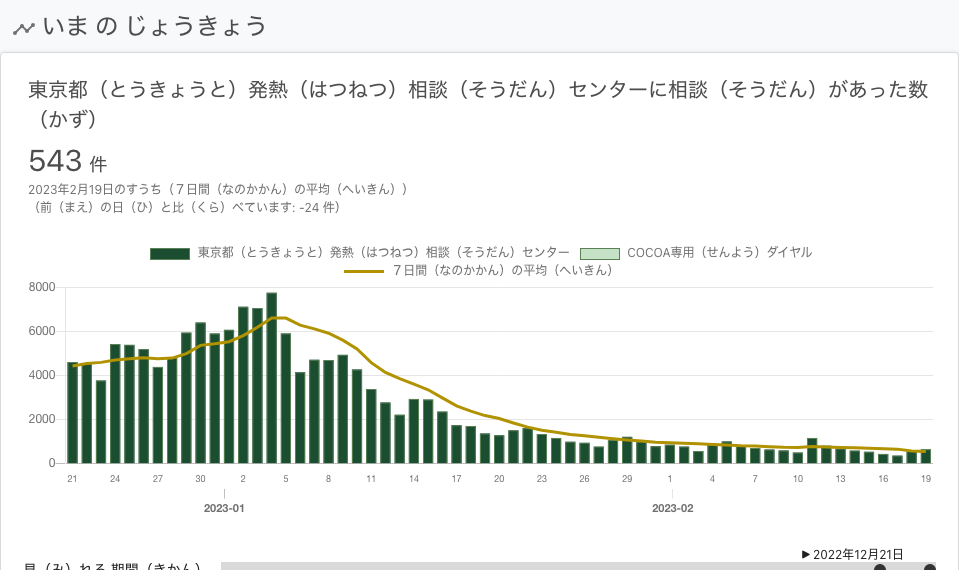 いま の じょうきょう
東京都（とうきょうと）発熱（はつねつ）相談（そうだん）センターに相談（そうだん）があった数
（かず）
543 件
2023年2月19日のすうち（７日間（なのかかん）の平均（へいきん））
（前（まえ）の日（ひ）と比（くら）べています: -24 件）
東京都（とうきょうと）発熱（はつねつ）相談（そうだん）センター COCOA専用（せんよう）ダイヤル
７日間（なのかかん）の平均（へいきん）
8000
6000
4000
2000
0
21 24 27 30 2 5 8 11 14 17 20 23 26 29 1 4 7 10 13 16 19
2023-01 2023-02
▶ 2022年12月21日
見（み）れる 期間（きかん）